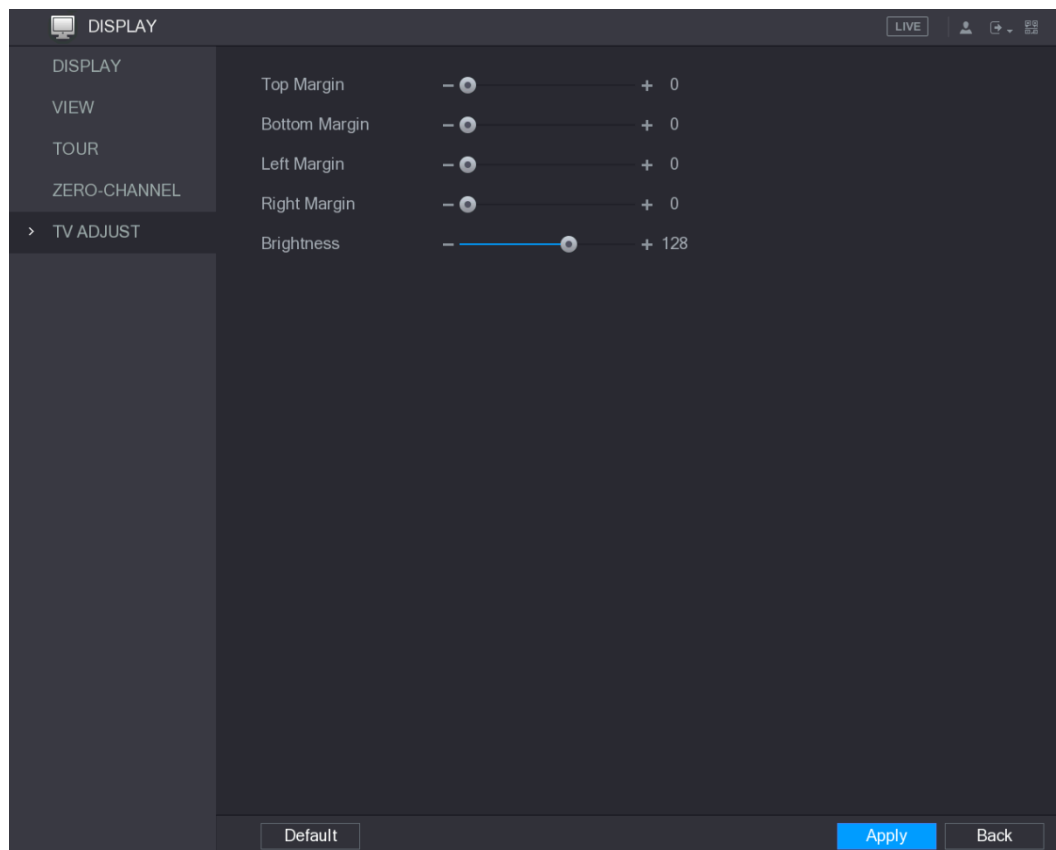 DISPLAY
LIVE
DISPLAY
VIEW
TOUR
ZERO-CHANNEL
TV ADJUST
Top Margin 0
Bottom Margin 0
Left Margin 0
Right Margin 0
Brightness 128
Default Apply Back